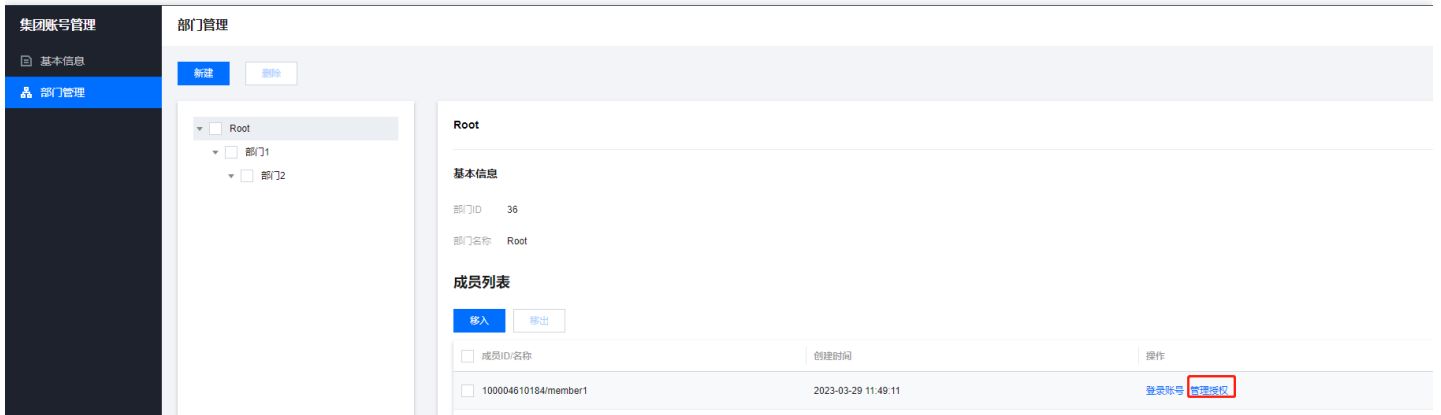 集团账号管理
部门管理
基本信息
部门管理
新建
删除
Root
部门1
部门2
Root
基本信息
部门ID 36
部门名称 Root
成员列表
移入
移出
成员ID/名称 创建时间 操作
100004610184/member1 2023-03-29 11:49:11 登录账号 管理授权